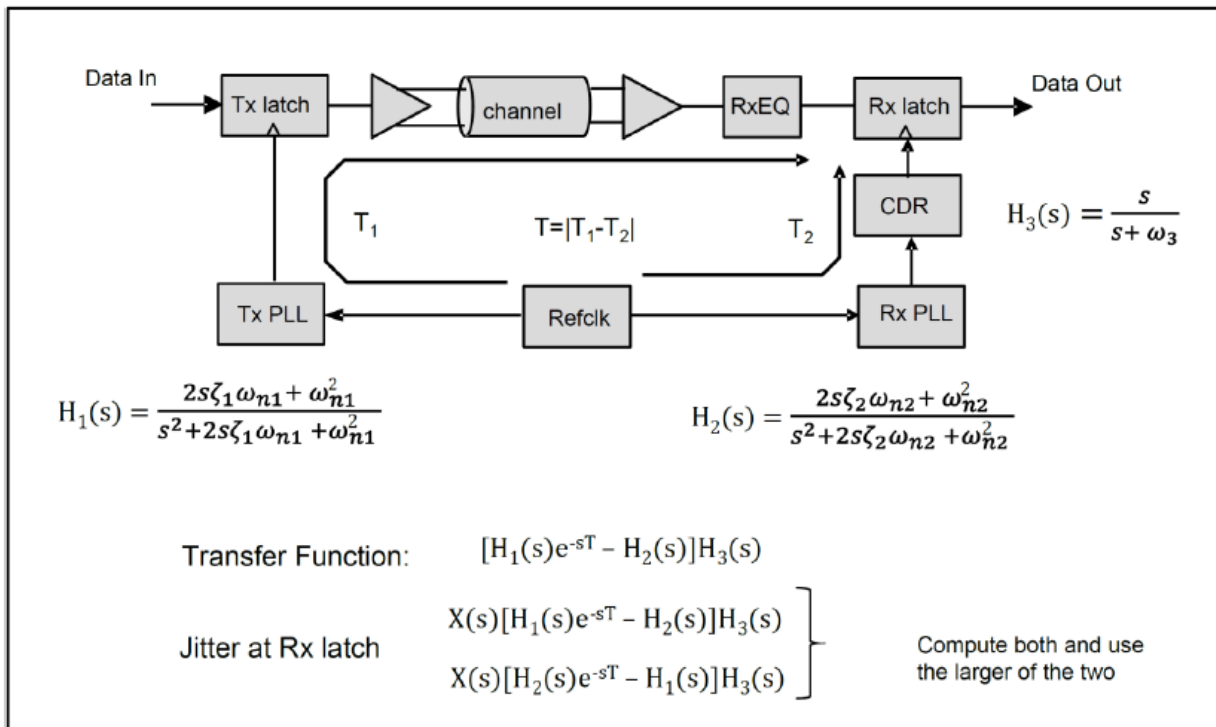 Data In
Tx latch
channel
RxEQ
Rx latch
Data Out
CDR
H₃(s) = s / (s + ω₃)
T₁
T=|T₁-T₂|
T₂
Tx PLL
Refclk
Rx PLL
H₁(s) = (2sζ₁ωₙ₁ + ωₙ₁²) / (s²+2sζ₁ωₙ₁ +ωₙ₁²)
H₂(s) = (2sζ₂ωₙ₂ + ωₙ₂²) / (s²+2sζ₂ωₙ₂ +ωₙ₂²)
Transfer Function: [H₁(s)e⁻ˢᵀ – H₂(s)]H₃(s)
X(s)[H₁(s)e⁻ˢᵀ – H₂(s)]H₃(s)
Jitter at Rx latch
X(s)[H₂(s)e⁻ˢᵀ – H₁(s)]H₃(s)
Compute both and use
the larger of the two